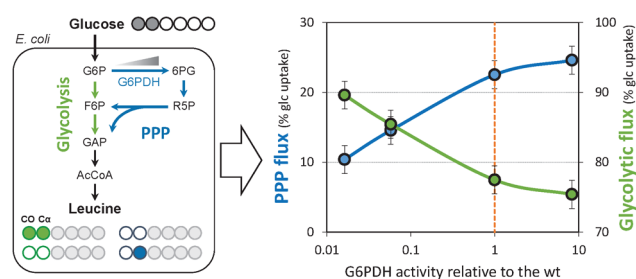 Glucose
E. coli
G6P
6PG
G6PDH
Glycolysis
F6P
R5P
PPP
GAP
AcCoA
Leucine
CO Cα
PPP flux
(% glc uptake)
30
20
10
0
0.01
0.1
1
10
G6PDH activity relative to the wt
100
90
80
70
Glycolytic flux
(% glc uptake)